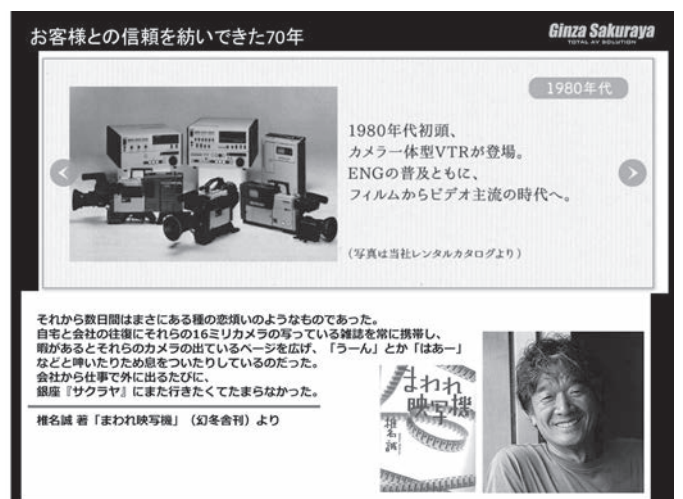 お客様との信頼を紡いできた70年
Ginza Sakuraya
TOTAL AV SOLUTION
1980年代
1980年代初頭、
カメラ一体型VTRが登場。
ENGの普及ともに、
フィルムからビデオ主流の時代へ。
(写真は当社レンタルカタログより)
それから数日間はまさにある種の恋煩いのようなものであった。
自宅と会社の往復にそれらの16ミリカメラの写っている雑誌を常に携帯し、
暇があるとそれらのカメラの出ているページを広げ、「うーん」とか「はあー」
などと呻いたりため息をついたりしているのだった。
会社から仕事で外に出るたびに、
銀座『サクラヤ』にまた行きたくてたまらなかった。
椎名誠 著「まわれ映写機」(幻冬舎刊)より
まわれ
映写機
椎名誠